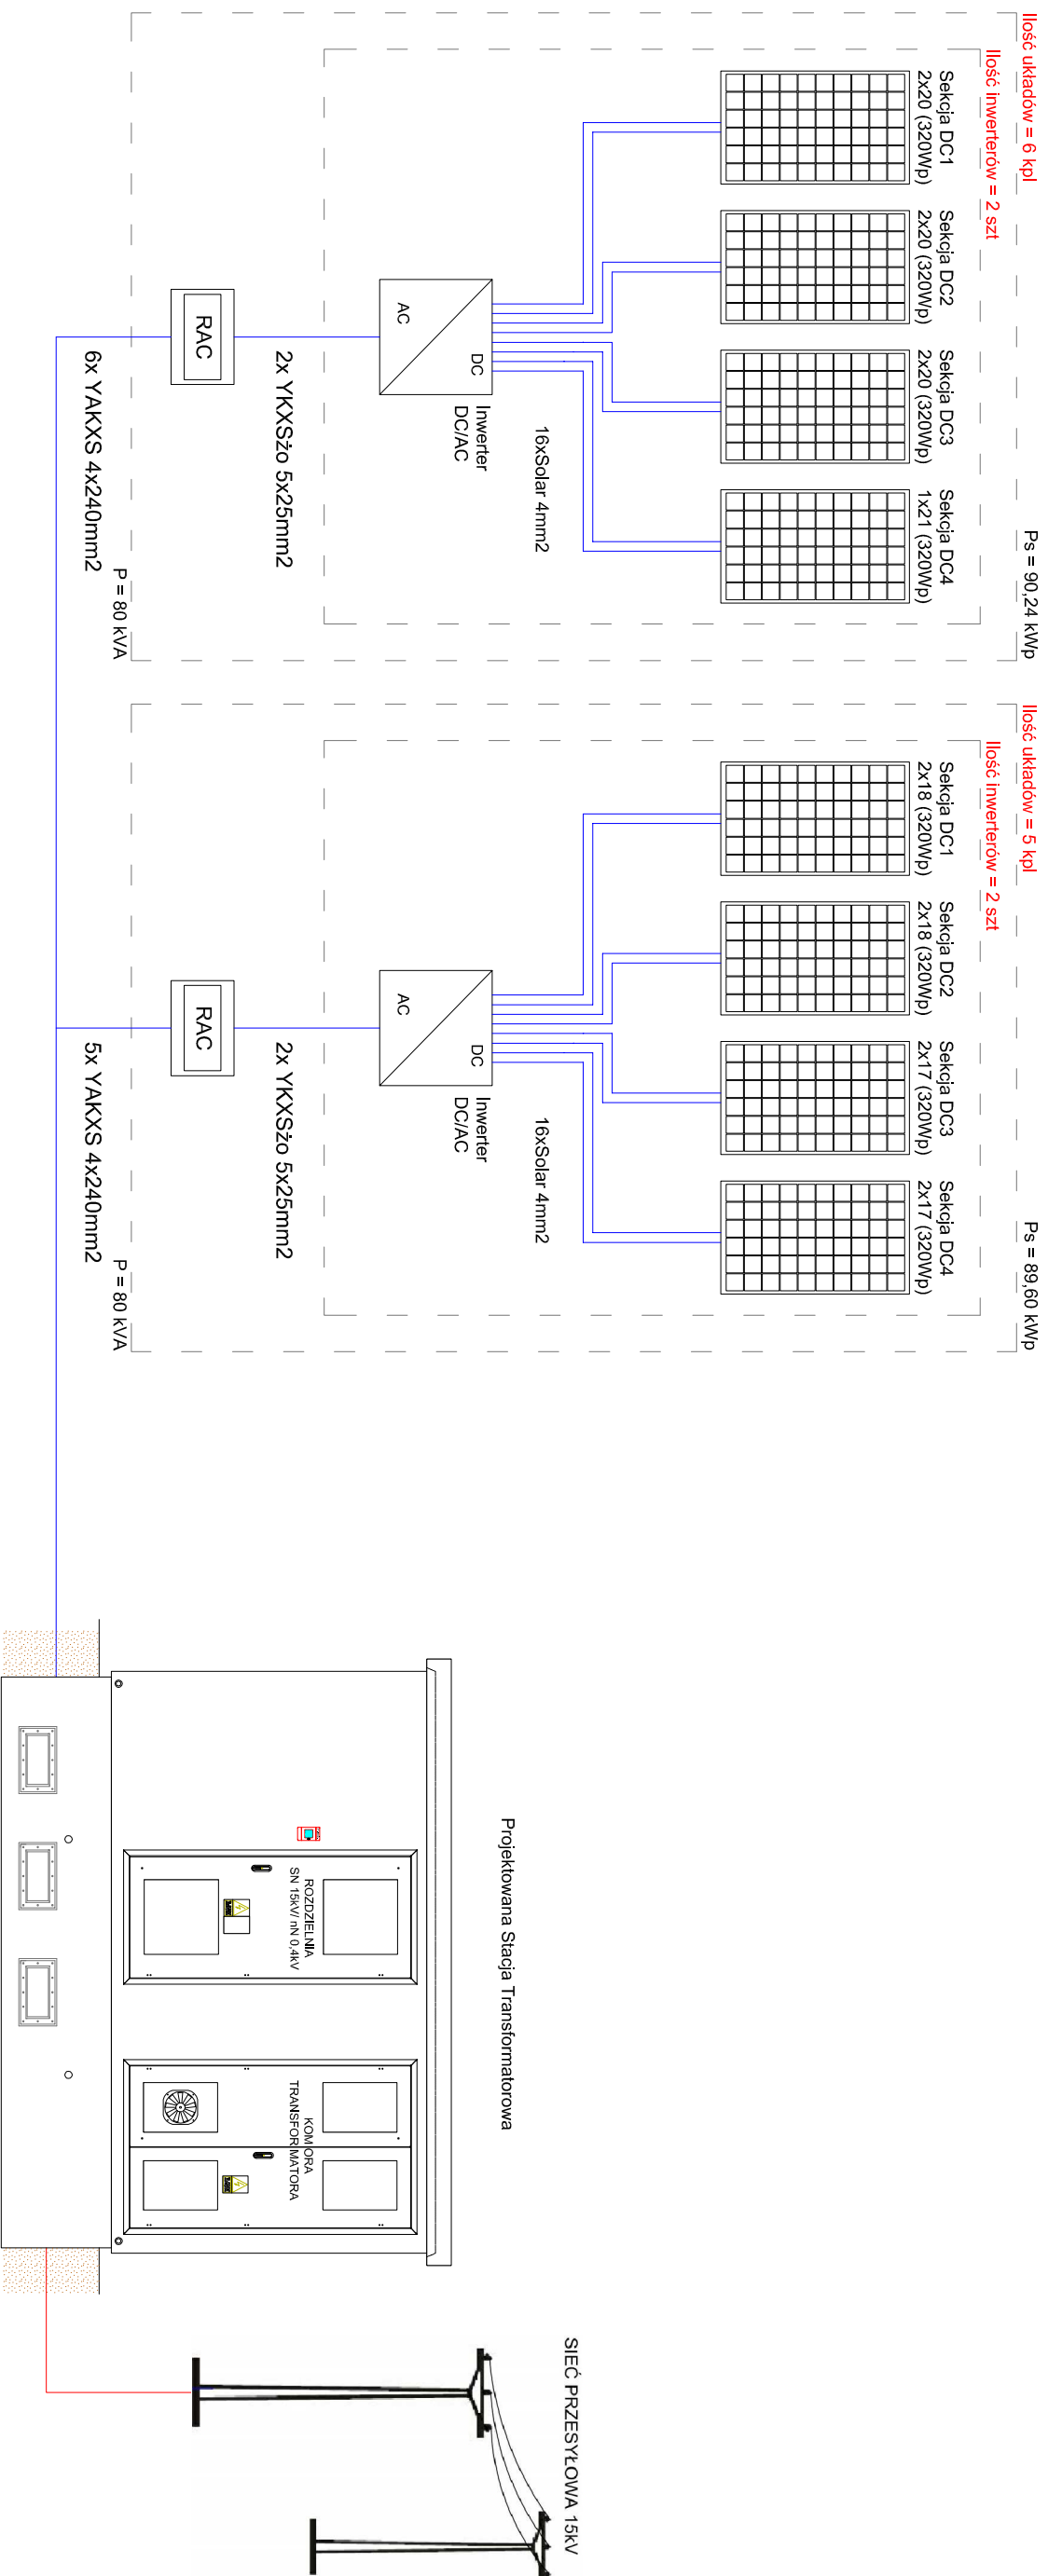 Ilość układów = 6 kpl
Ps = 90,24 kWp
Ilość inwerterów = 2 szt
Sekcja DC1
2x20 (320Wp)
Sekcja DC2
2x20 (320Wp)
Sekcja DC3
2x20 (320Wp)
Sekcja DC4
1x21 (320Wp)
16xSolar 4mm2
DC
AC
Inwerter
DC/AC
2x YKXSżo 5x25mm2
RAC
P = 80 kVA
6x YAKXS 4x240mm2
Ilość układów = 5 kpl
Ps = 89,60 kWp
Ilość inwerterów = 2 szt
Sekcja DC1
2x18 (320Wp)
Sekcja DC2
2x18 (320Wp)
Sekcja DC3
2x17 (320Wp)
Sekcja DC4
2x17 (320Wp)
16xSolar 4mm2
DC
AC
Inwerter
DC/AC
2x YKXSżo 5x25mm2
RAC
P = 80 kVA
5x YAKXS 4x240mm2
Projektowana Stacja Transformatorowa
ROZDZIELNIA
SN 15kV/ nN 0,4kV
KOMORA
TRANSFORMATORA
SIEĆ PRZESYŁOWA 15kV